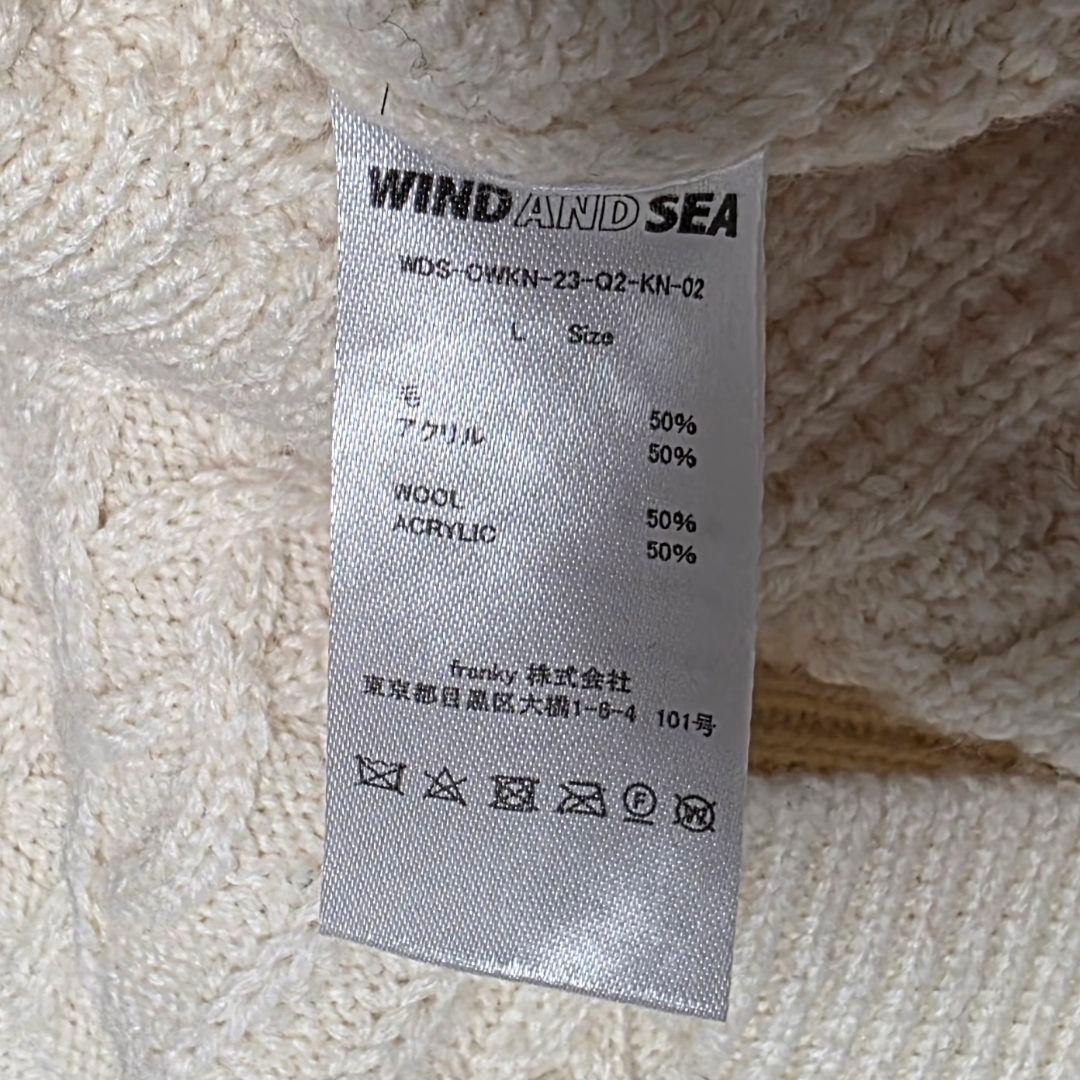 WIND AND SEA
WDS-OWKN-23-Q2-KN-02
L Size
毛 50%
アクリル 50%
WOOL 50%
ACRYLIC 50%
franky 株式会社
東京都目黒区大橋1-6-4 101号
F W